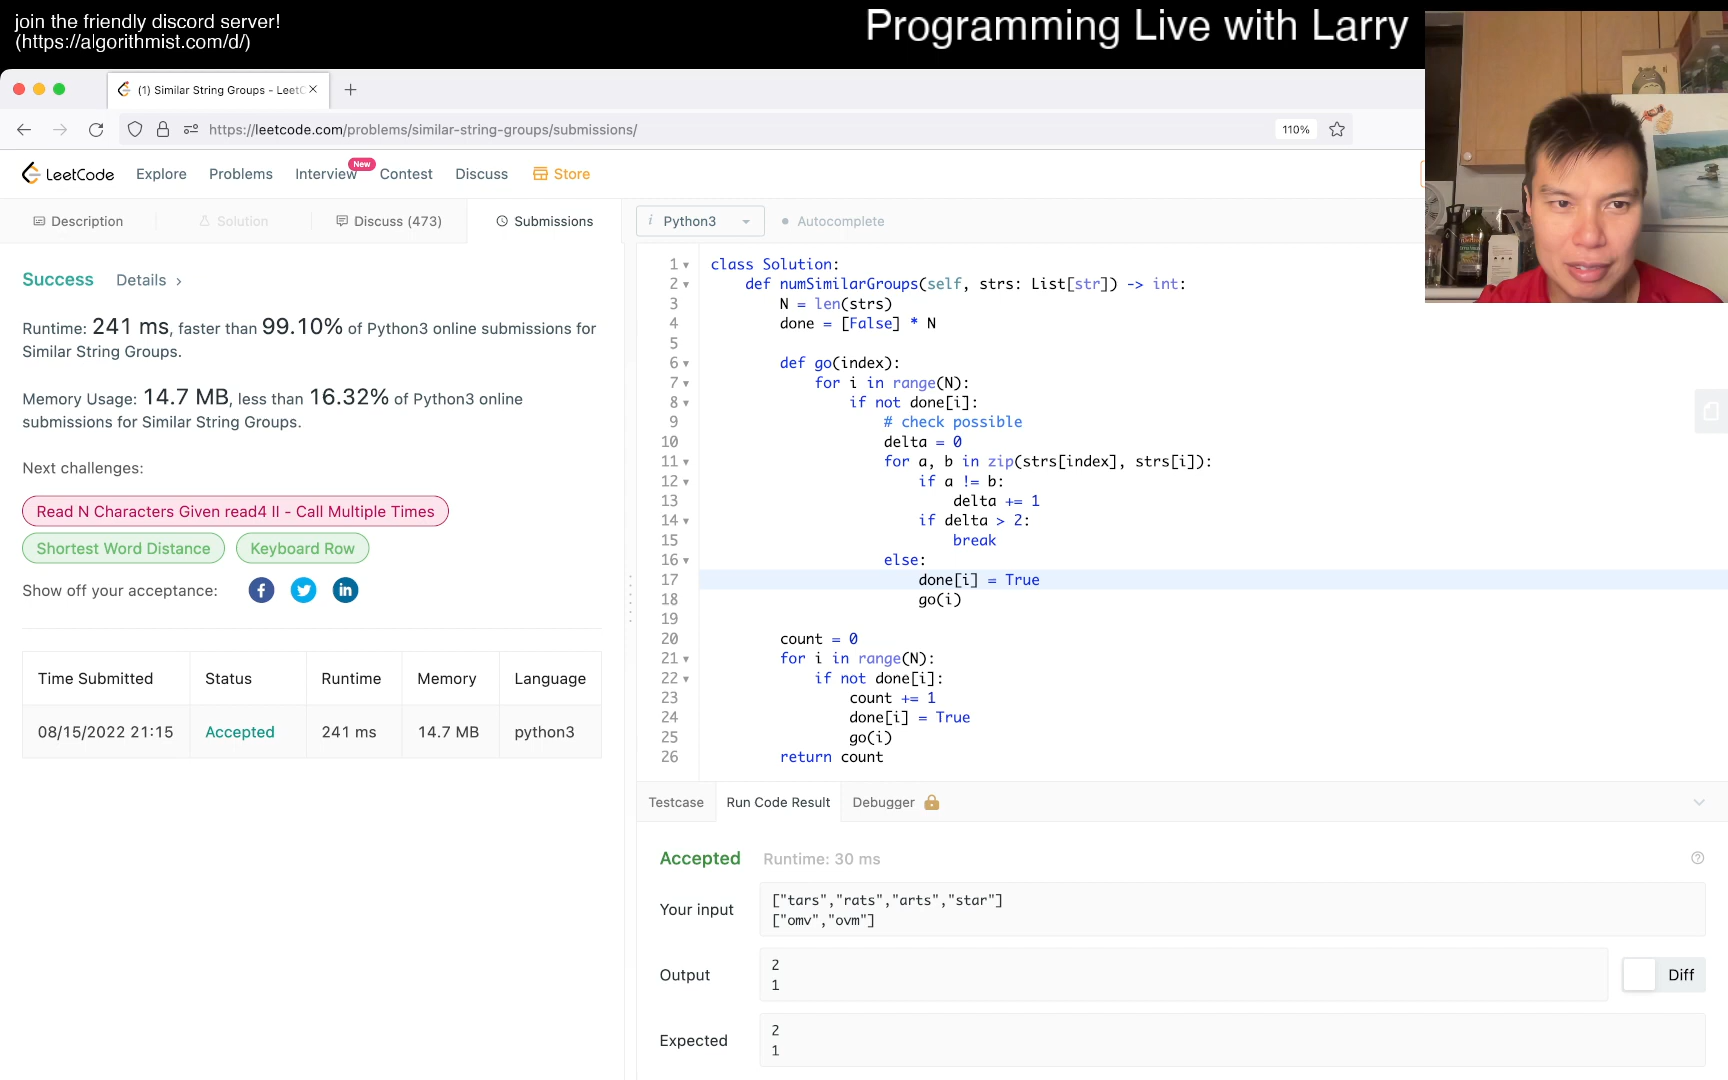 join the friendly discord server!
(https://algorithmist.com/d/)
Programming Live with Larry
(1) Similar String Groups - LeetC
https://leetcode.com/problems/similar-string-groups/submissions/
110%
LeetCode
Explore
Problems
Interview
New
Contest
Discuss
Store
Description
Solution
Discuss (473)
Submissions
i Python3
Autocomplete
Success
Details >
Runtime: 241 ms, faster than 99.10% of Python3 online submissions for
Similar String Groups.
Memory Usage: 14.7 MB, less than 16.32% of Python3 online
submissions for Similar String Groups.
Next challenges:
Read N Characters Given read4 II - Call Multiple Times
Shortest Word Distance
Keyboard Row
Show off your acceptance:
Time Submitted Status Runtime Memory Language
08/15/2022 21:15 Accepted 241 ms 14.7 MB python3
1 class Solution:
2 def numSimilarGroups(self, strs: List[str]) -> int:
3 N = len(strs)
4 done = [False] * N
5
6 def go(index):
7 for i in range(N):
8 if not done[i]:
9 # check possible
10 delta = 0
11 for a, b in zip(strs[index], strs[i]):
12 if a != b:
13 delta += 1
14 if delta > 2:
15 break
16 else:
17 done[i] = True
18 go(i)
19
20 count = 0
21 for i in range(N):
22 if not done[i]:
23 count += 1
24 done[i] = True
25 go(i)
26 return count
Testcase
Run Code Result
Debugger
Accepted
Runtime: 30 ms
Your input
["tars","rats","arts","star"]
["omv","ovm"]
Output
2
1
Diff
Expected
2
1